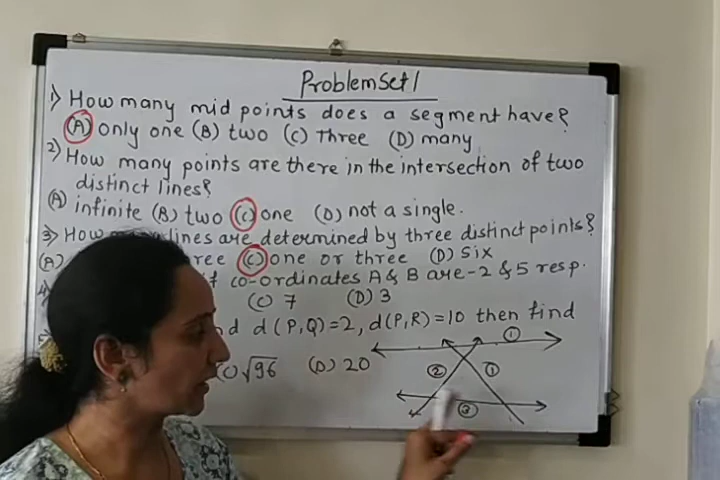 Problem Set 1
1) How many mid points does a segment have?
(A) only one (B) two (C) Three (D) many
2) How many points are there in the intersection of two
distinct lines?
(A) infinite (B) two (C) one (D) not a single.
3) How lines are determined by three distinct points?
(A) (C) one or three (D) six
4) co-ordinates A & B are -2 & 5 resp.
(C) 7 (D) 3
d(P,Q)=2, d(P,R)=10 then find
(C) √96 (D) 20
①
② ①
③